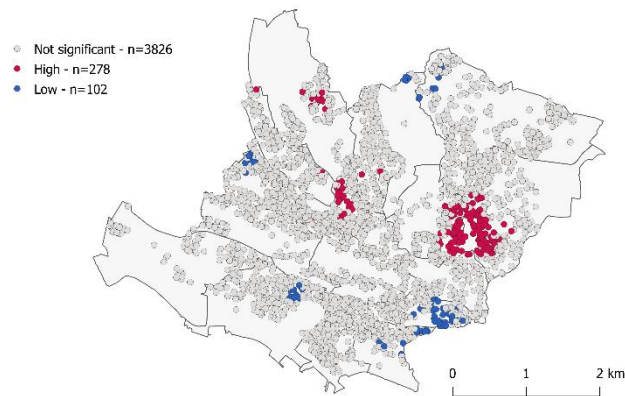 Not significant - n=3826
High - n=278
Low - n=102
0 1 2 km